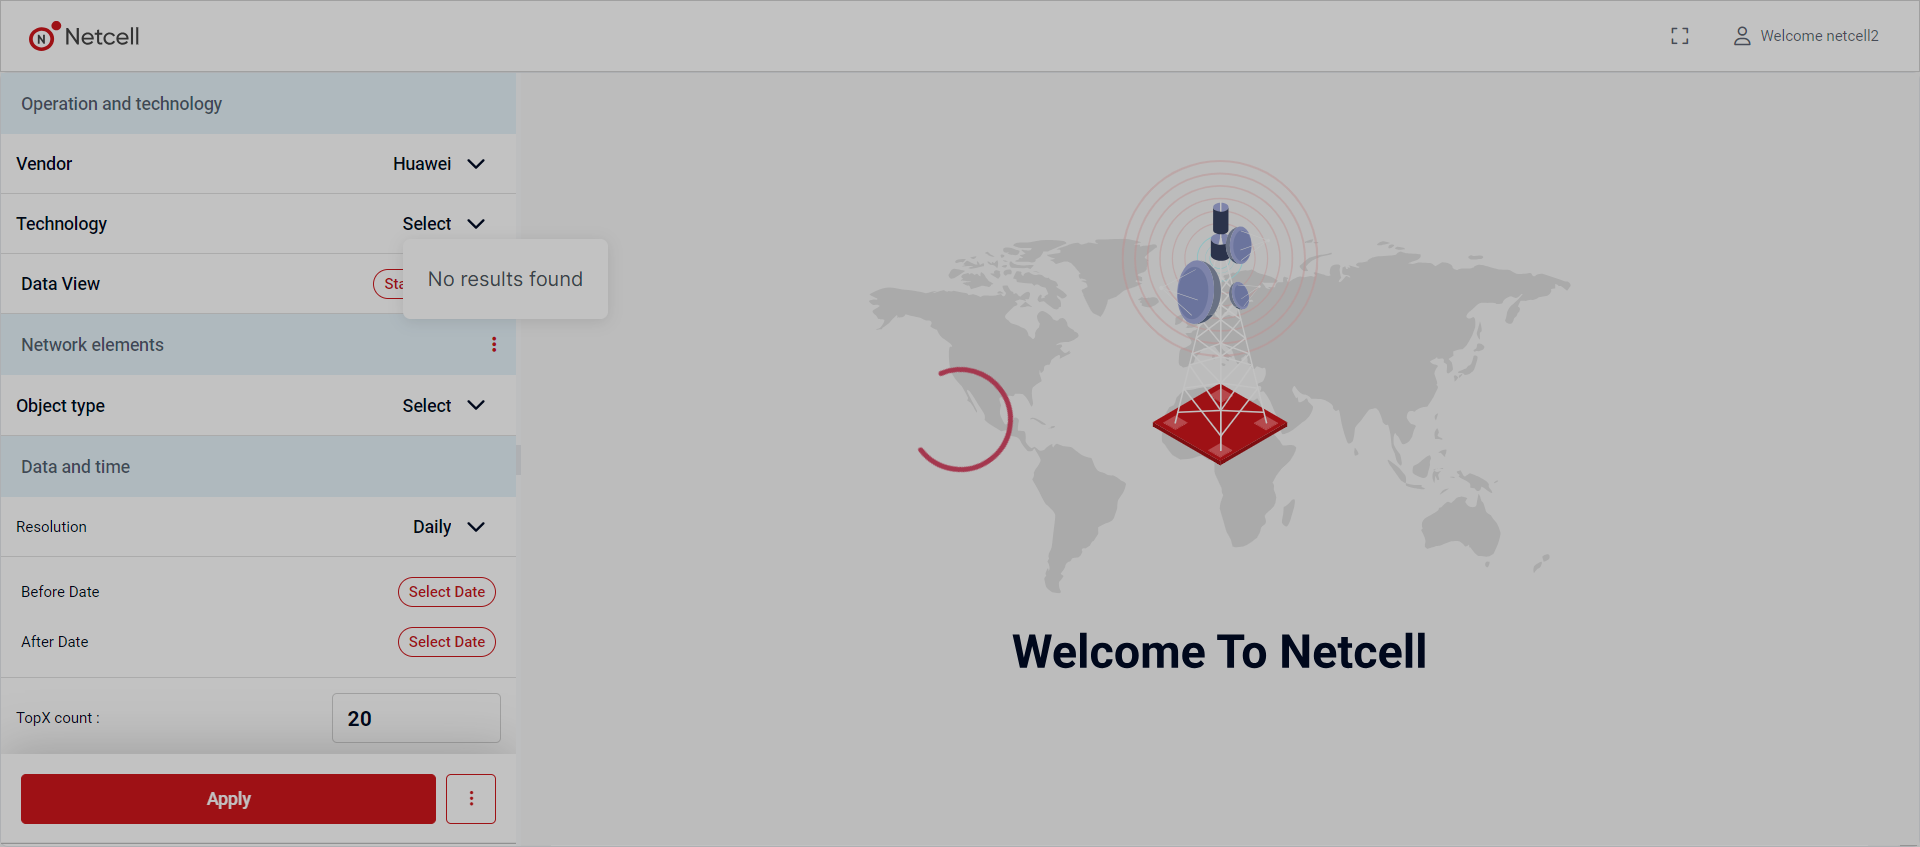 N Netcell
Welcome netcell2
Operation and technology
Vendor Huawei
Technology Select
No results found
Data View Sta
Network elements
Object type Select
Data and time
Resolution Daily
Before Date Select Date
After Date Select Date
TopX count : 20
Apply
Welcome To Netcell